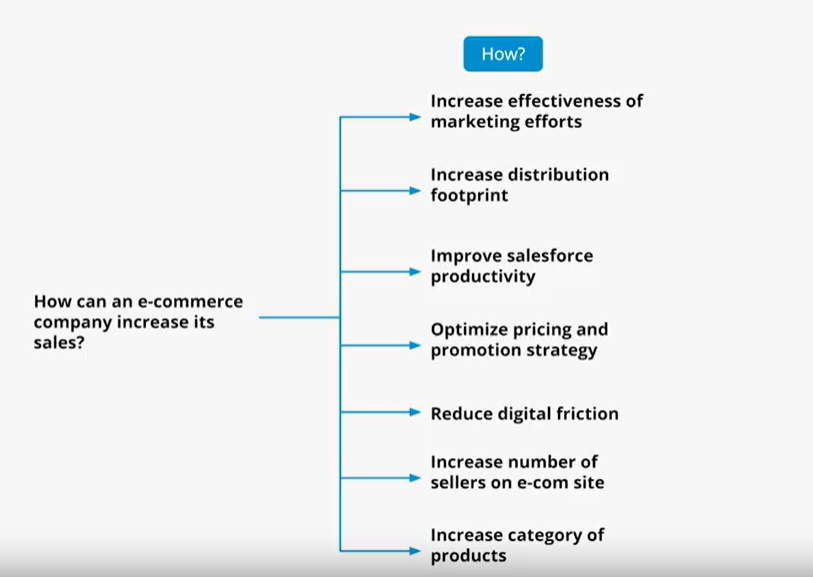 How?
Increase effectiveness of
marketing efforts
Increase distribution
footprint
Improve salesforce
productivity
How can an e-commerce
company increase its
sales?
Optimize pricing and
promotion strategy
Reduce digital friction
Increase number of
sellers on e-com site
Increase category of
products